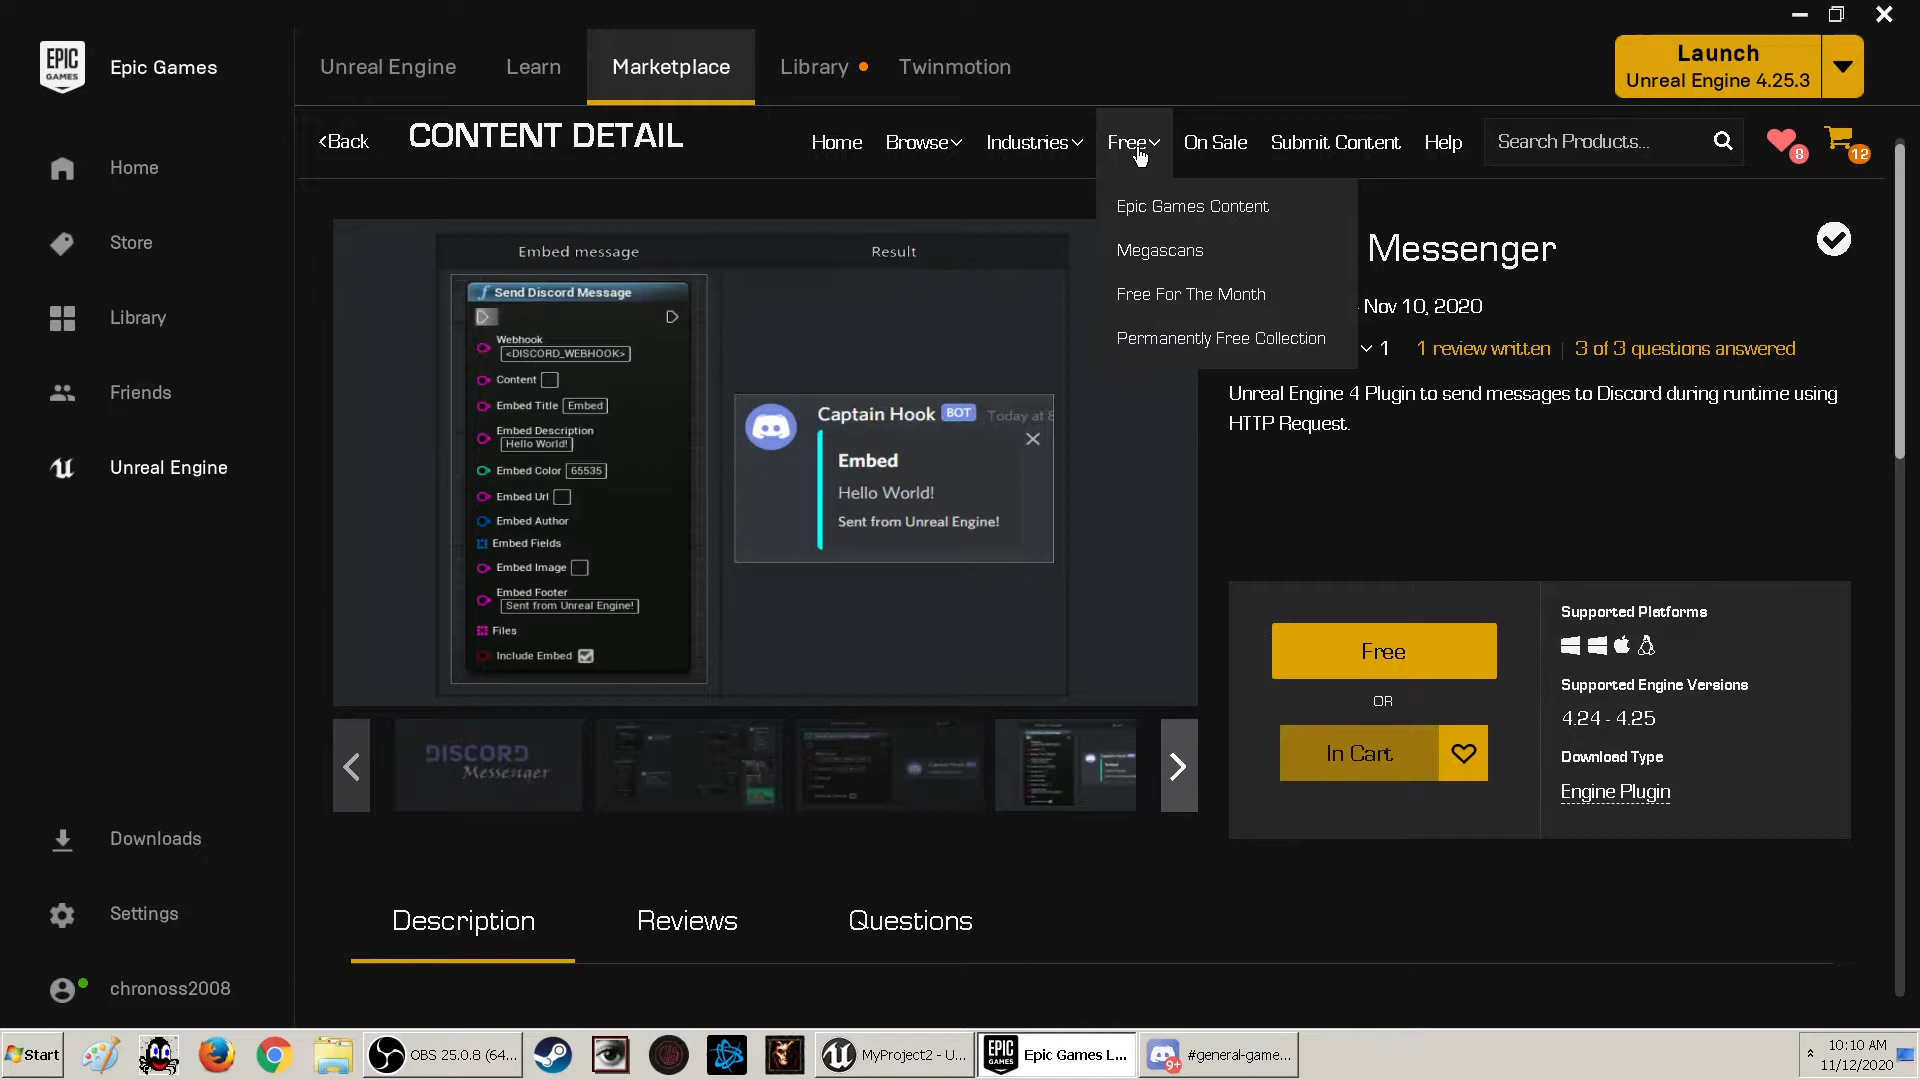 EPIC
GAMES
Epic Games
Unreal Engine
Learn
Marketplace
Library
Twinmotion
Launch
Unreal Engine 4.25.3
Back
CONTENT DETAIL
Home
Browse
Industries
Free
On Sale
Submit Content
Help
Search Products...
8
12
Epic Games Content
Megascans
Free For The Month
Permanently Free Collection
Home
Store
Library
Friends
Unreal Engine
Downloads
Settings
chronoss2008
Embed message
Result
Send Discord Message
Webhook
<DISCORD_WEBHOOK>
Content
Embed Title Embed
Embed Description
Hello World!
Embed Color 65535
Embed Url
Embed Author
Embed Fields
Embed Image
Embed Footer
Sent from Unreal Engine!
Files
Include Embed
Captain Hook BOT Today at 8
Embed
Hello World!
Sent from Unreal Engine!
DISCORD
Messenger
Messenger
- Nov 10, 2020
1
1 review written
3 of 3 questions answered
Unreal Engine 4 Plugin to send messages to Discord during runtime using
HTTP Request.
Free
OR
In Cart
Supported Platforms
Supported Engine Versions
4.24 - 4.25
Download Type
Engine Plugin
Description
Reviews
Questions
Start
OBS 25.0.8 (64...
MyProject2 - U...
EPIC
GAMES
Epic Games L...
9+
#general-game...
10:10 AM
11/12/2020